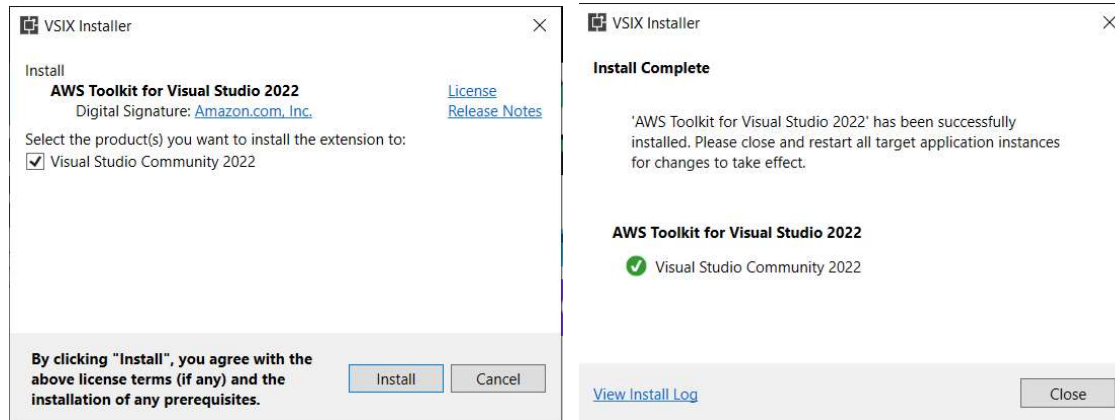 VSIX Installer
Install
AWS Toolkit for Visual Studio 2022 License
Digital Signature: Amazon.com, Inc. Release Notes
Select the product(s) you want to install the extension to:
Visual Studio Community 2022
By clicking "Install", you agree with the
above license terms (if any) and the
installation of any prerequisites.
Install Cancel
VSIX Installer
Install Complete
'AWS Toolkit for Visual Studio 2022' has been successfully
installed. Please close and restart all target application instances
for changes to take effect.
AWS Toolkit for Visual Studio 2022
Visual Studio Community 2022
View Install Log Close